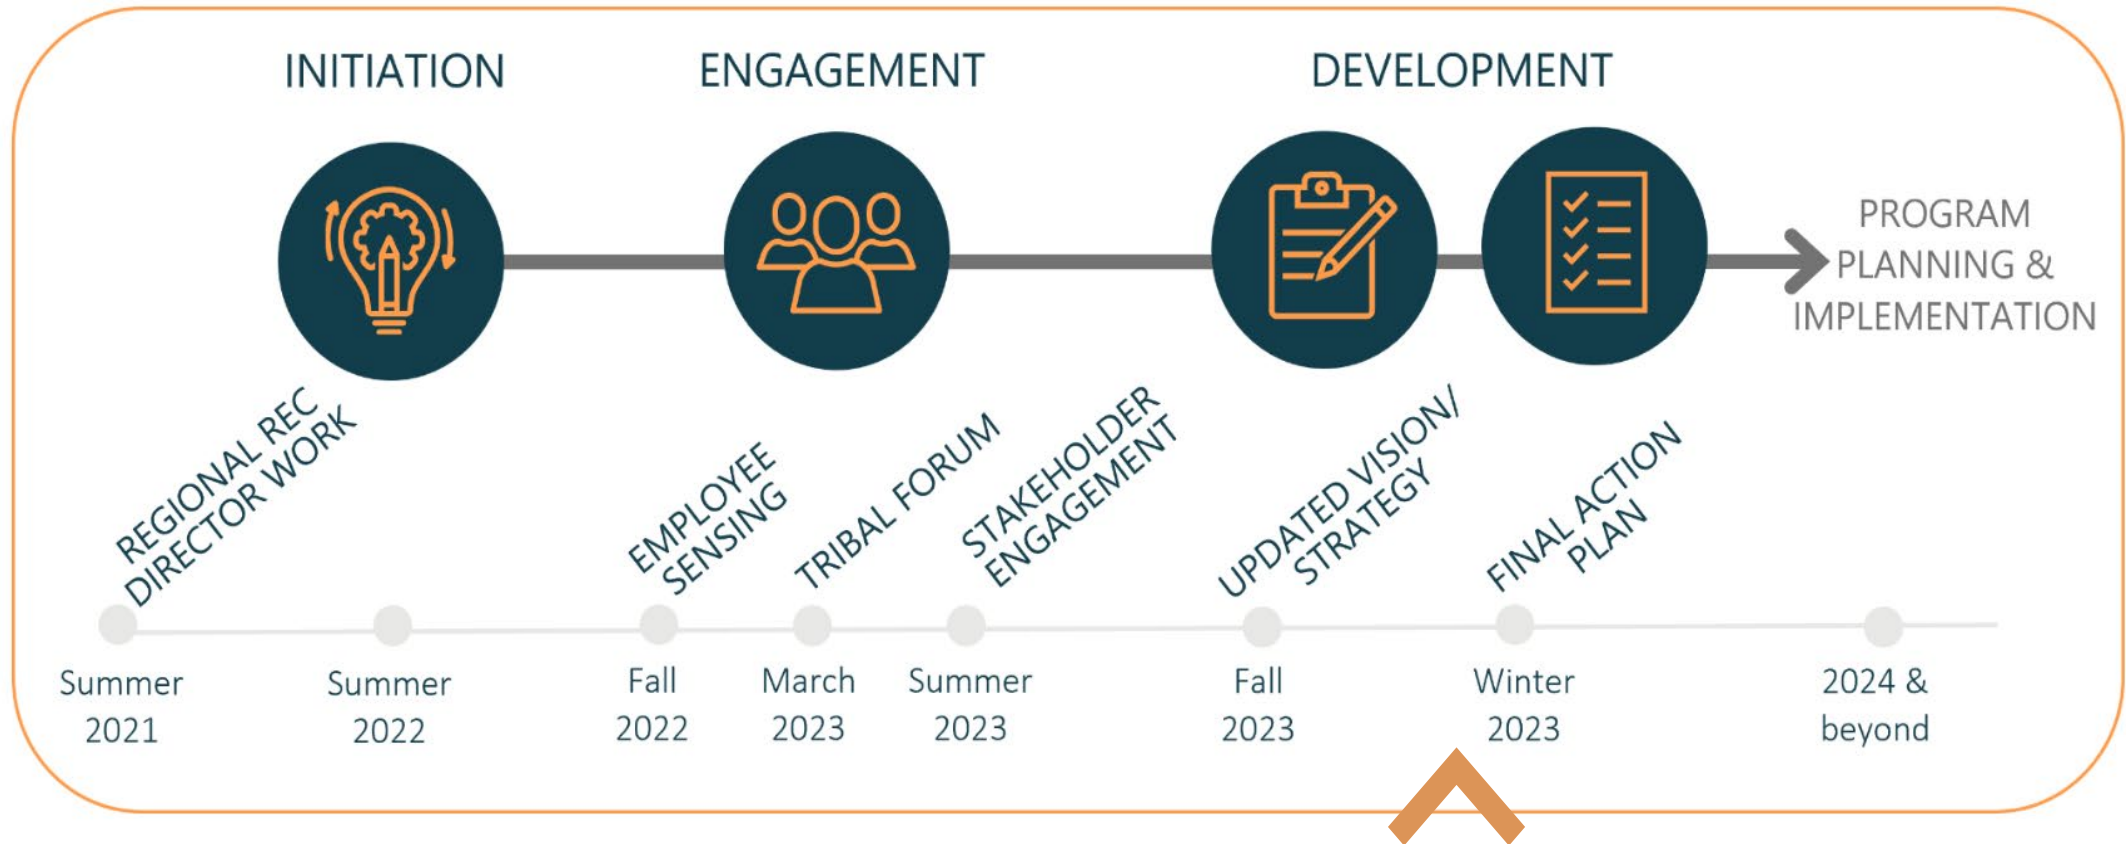 INITIATION
ENGAGEMENT
DEVELOPMENT
PROGRAM
PLANNING &
IMPLEMENTATION
REGIONAL REC
DIRECTOR WORK
EMPLOYEE
SENSING
TRIBAL FORUM
STAKEHOLDER
ENGAGEMENT
UPDATED VISION/
STRATEGY
FINAL ACTION
PLAN
Summer
2021
Summer
2022
Fall
2022
March
2023
Summer
2023
Fall
2023
Winter
2023
2024 &
beyond